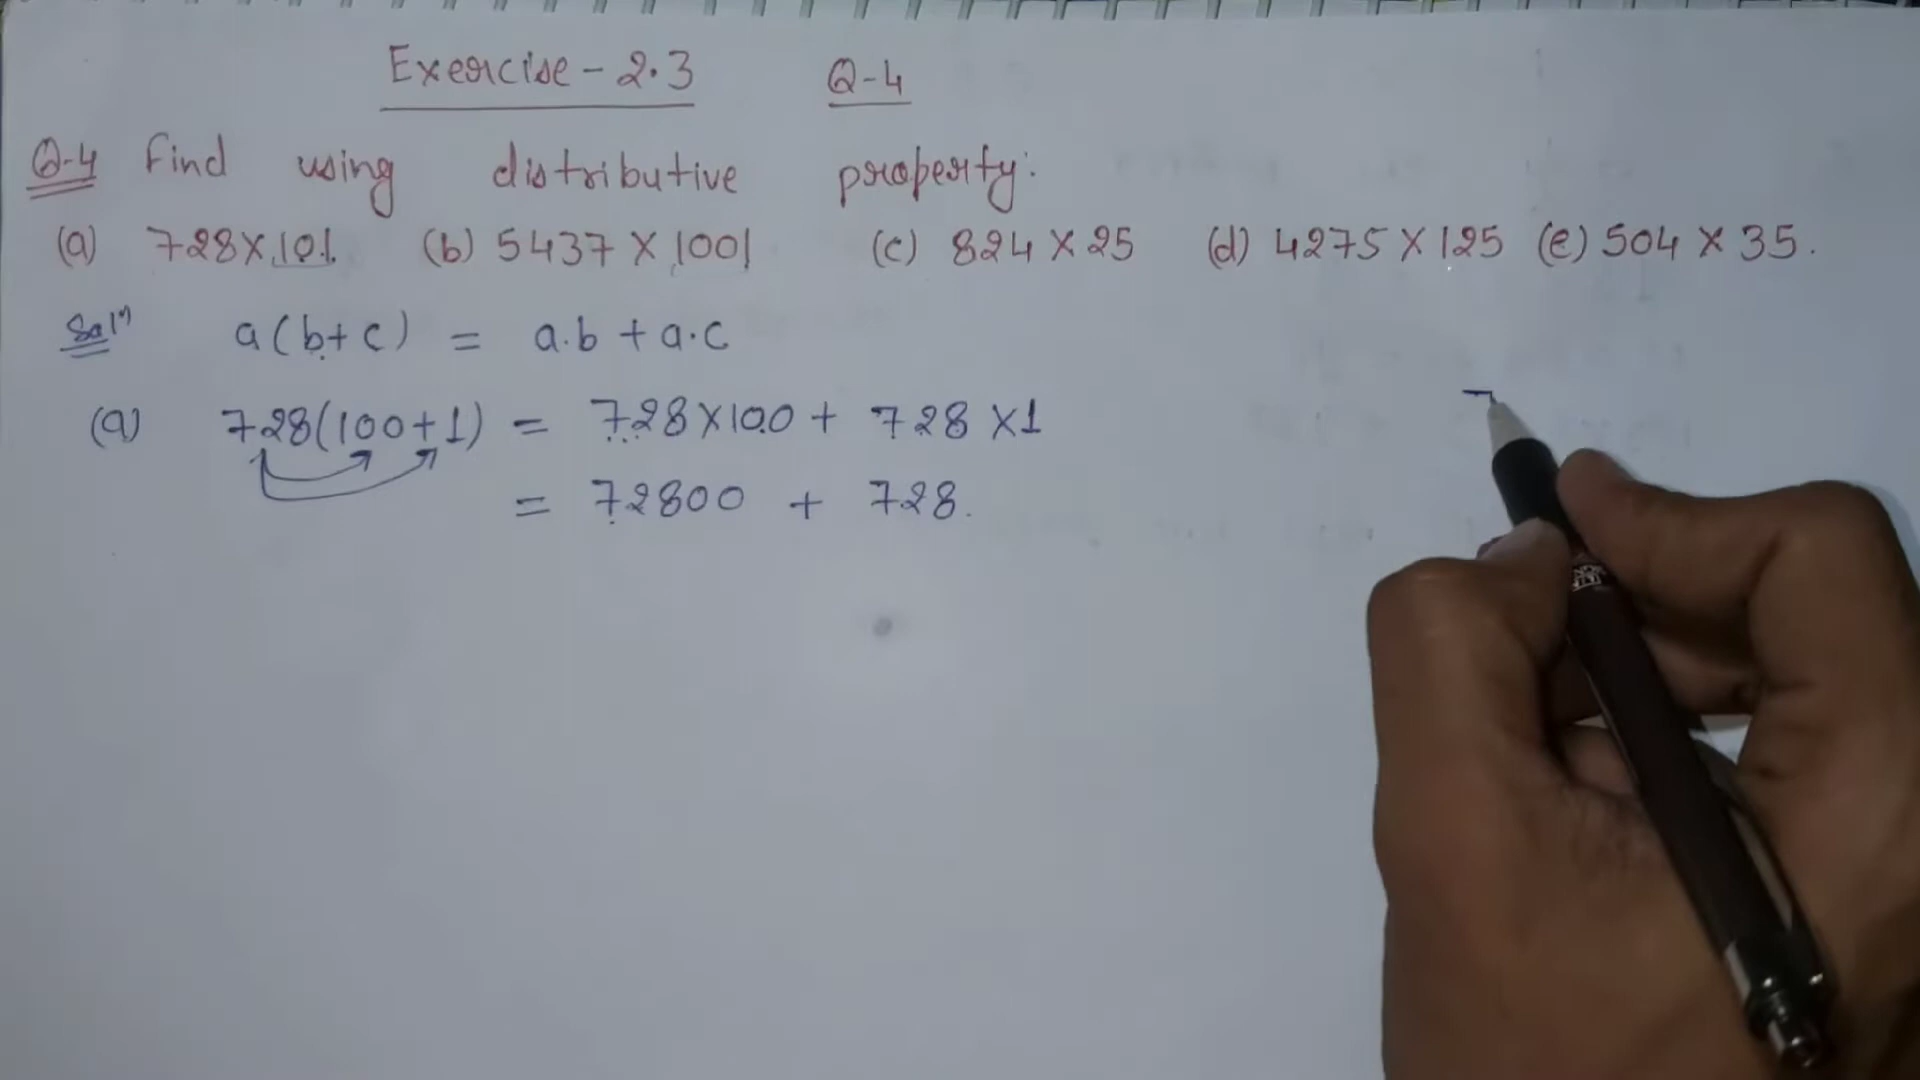 Exercise - 2.3 Q-4
Q-4 Find using distributive property:
(a) 728×101. (b) 5437 × 1001 (c) 824 × 25 (d) 4275 × 125 (e) 504 × 35.
Solⁿ a(b+c) = a.b + a.c
(a) 728(100+1) = 728×100 + 728 ×1
= 72800 + 728.